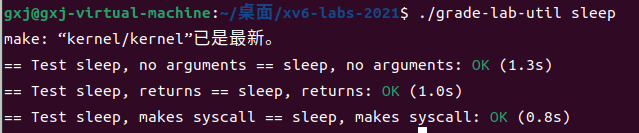 gxj@gxj-virtual-machine:~/桌面/xv6-labs-2021$ ./grade-lab-util sleep
make: “kernel/kernel”已是最新。
== Test sleep, no arguments == sleep, no arguments: OK (1.3s)
== Test sleep, returns == sleep, returns: OK (1.0s)
== Test sleep, makes syscall == sleep, makes syscall: OK (0.8s)